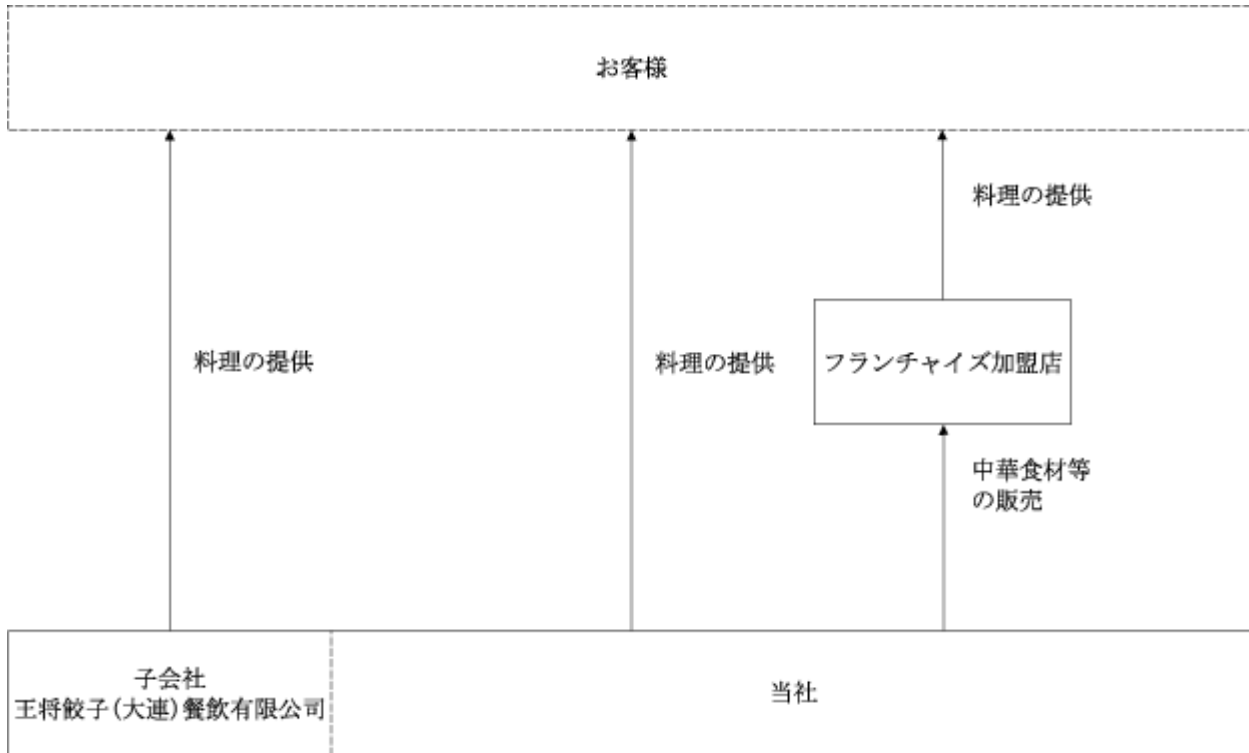 お客様
料理の提供
料理の提供
料理の提供
フランチャイズ加盟店
中華食材等
の販売
子会社
王将餃子(大連)餐飲有限公司
当社